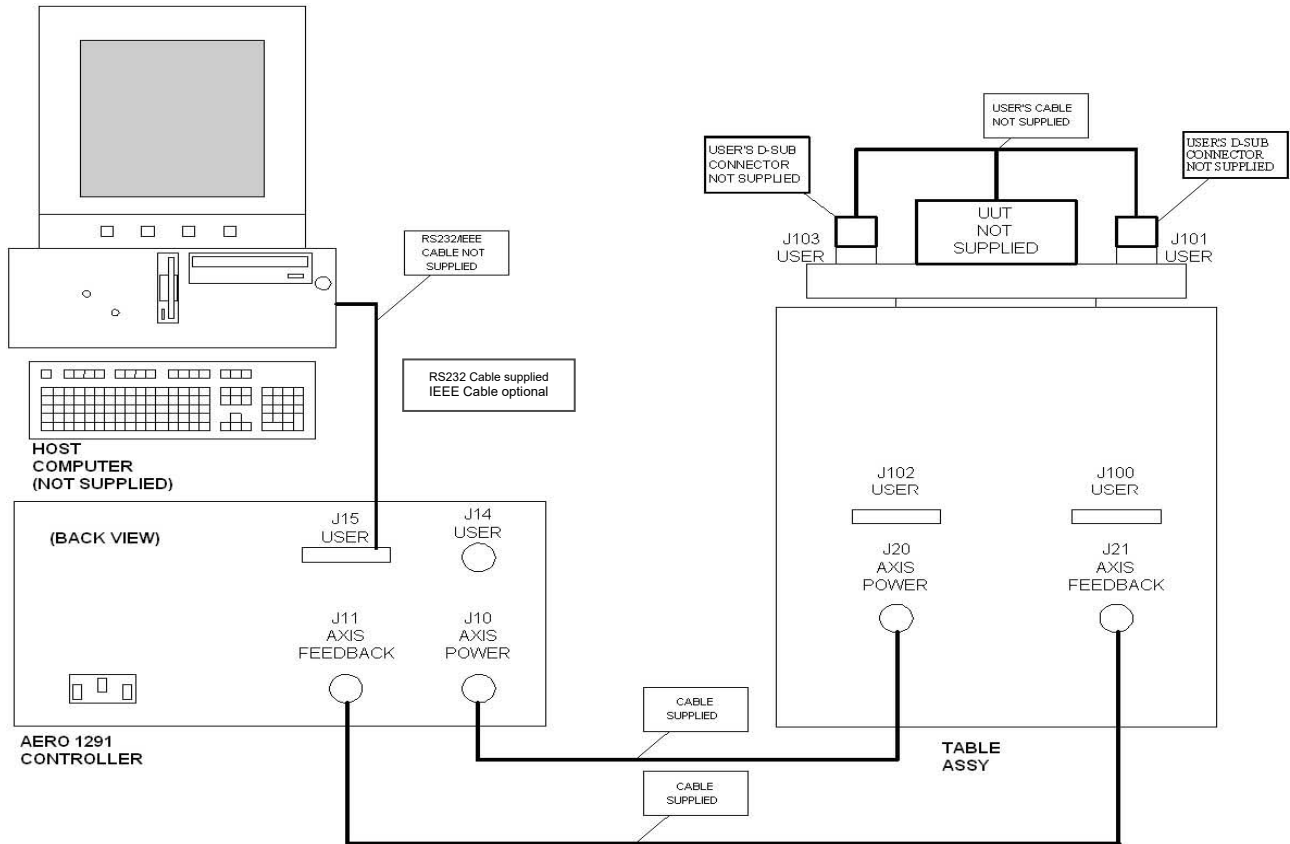 USER'S CABLE
NOT SUPPLIED
USER'S D-SUB
CONNECTOR
NOT SUPPLIED
USER'S D-SUB
CONNECTOR
NOT SUPPLIED
UUT
NOT
SUPPLIED
J103
USER
J101
USER
RS232/IEEE
CABLE NOT
SUPPLIED
RS232 Cable supplied
IEEE Cable optional
HOST
COMPUTER
(NOT SUPPLIED)
J102
USER
J100
USER
(BACK VIEW)
J15
USER
J14
USER
J20
AXIS
POWER
J21
AXIS
FEEDBACK
J11
AXIS
FEEDBACK
J10
AXIS
POWER
CABLE
SUPPLIED
AERO 1291
CONTROLLER
TABLE
ASSY
CABLE
SUPPLIED